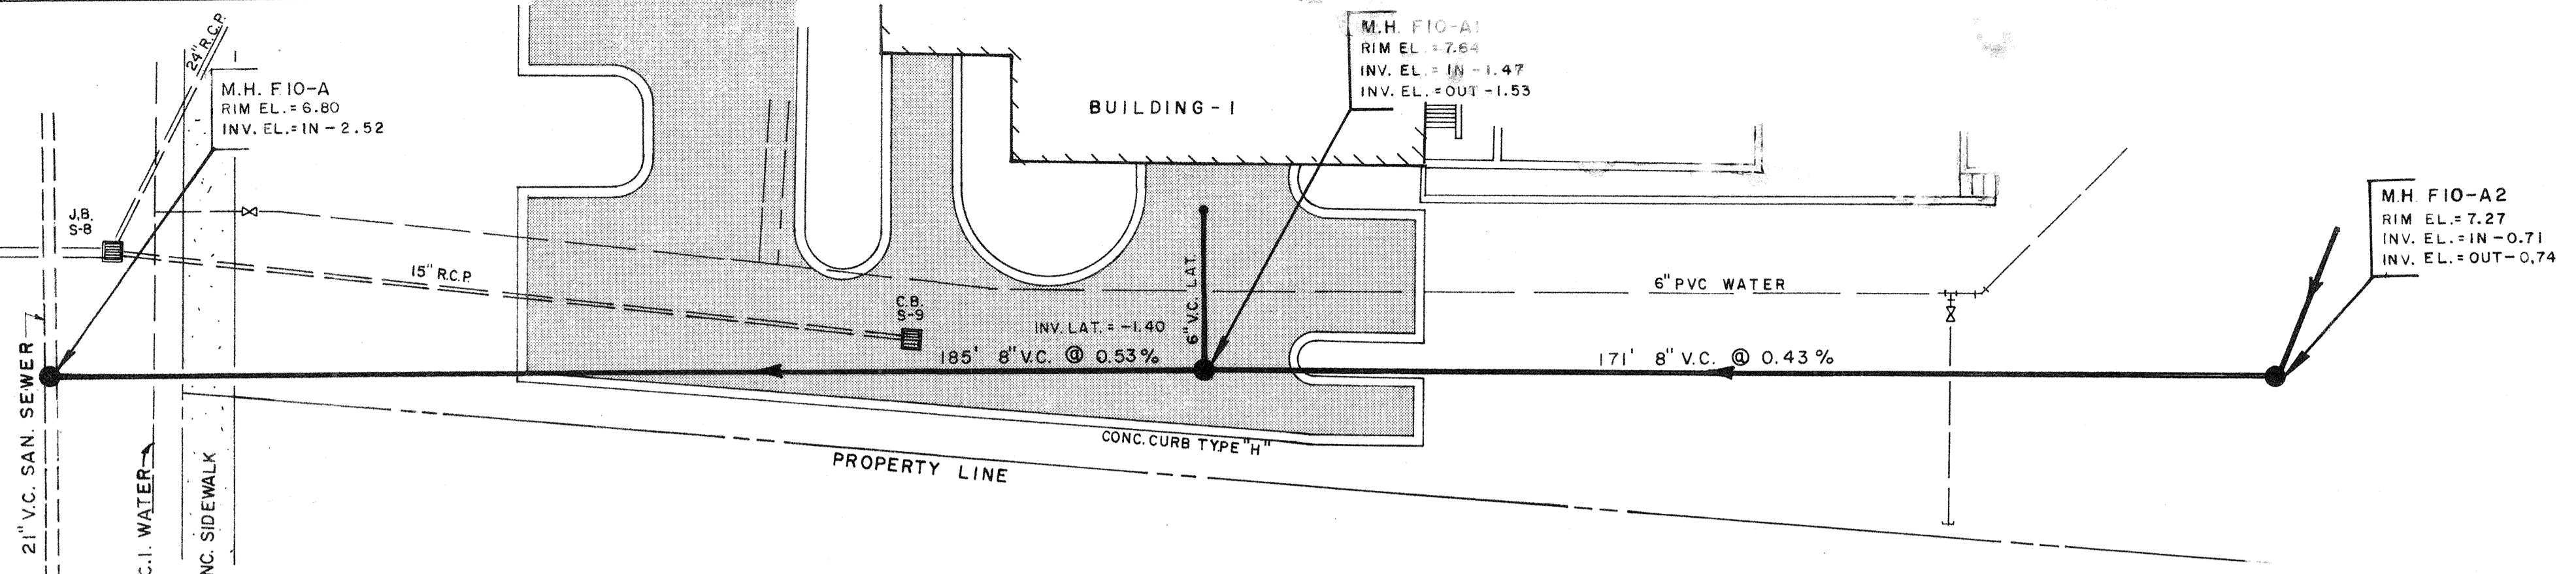 24" R.C.P.
M.H. F10-A
RIM EL.=6.80
INV. EL.=IN-2.52
J.B.
S-8
15" R.C.P.
21" V.C. SAN. SEWER
C.I. WATER
NC. SIDEWALK
BUILDING-1
M.H. F10-A1
RIM EL.=7.64
INV. EL.=IN-1.47
INV. EL.=OUT-1.53
C.B.
S-9
INV. LAT.=-1.40
6" V.C. LAT.
185' 8" V.C. @ 0.53%
CONC. CURB TYPE "H"
PROPERTY LINE
6" PVC WATER
171' 8" V.C. @ 0.43%
M.H. F10-A2
RIM EL.=7.27
INV. EL.=IN-0.71
INV. EL.=OUT-0,74